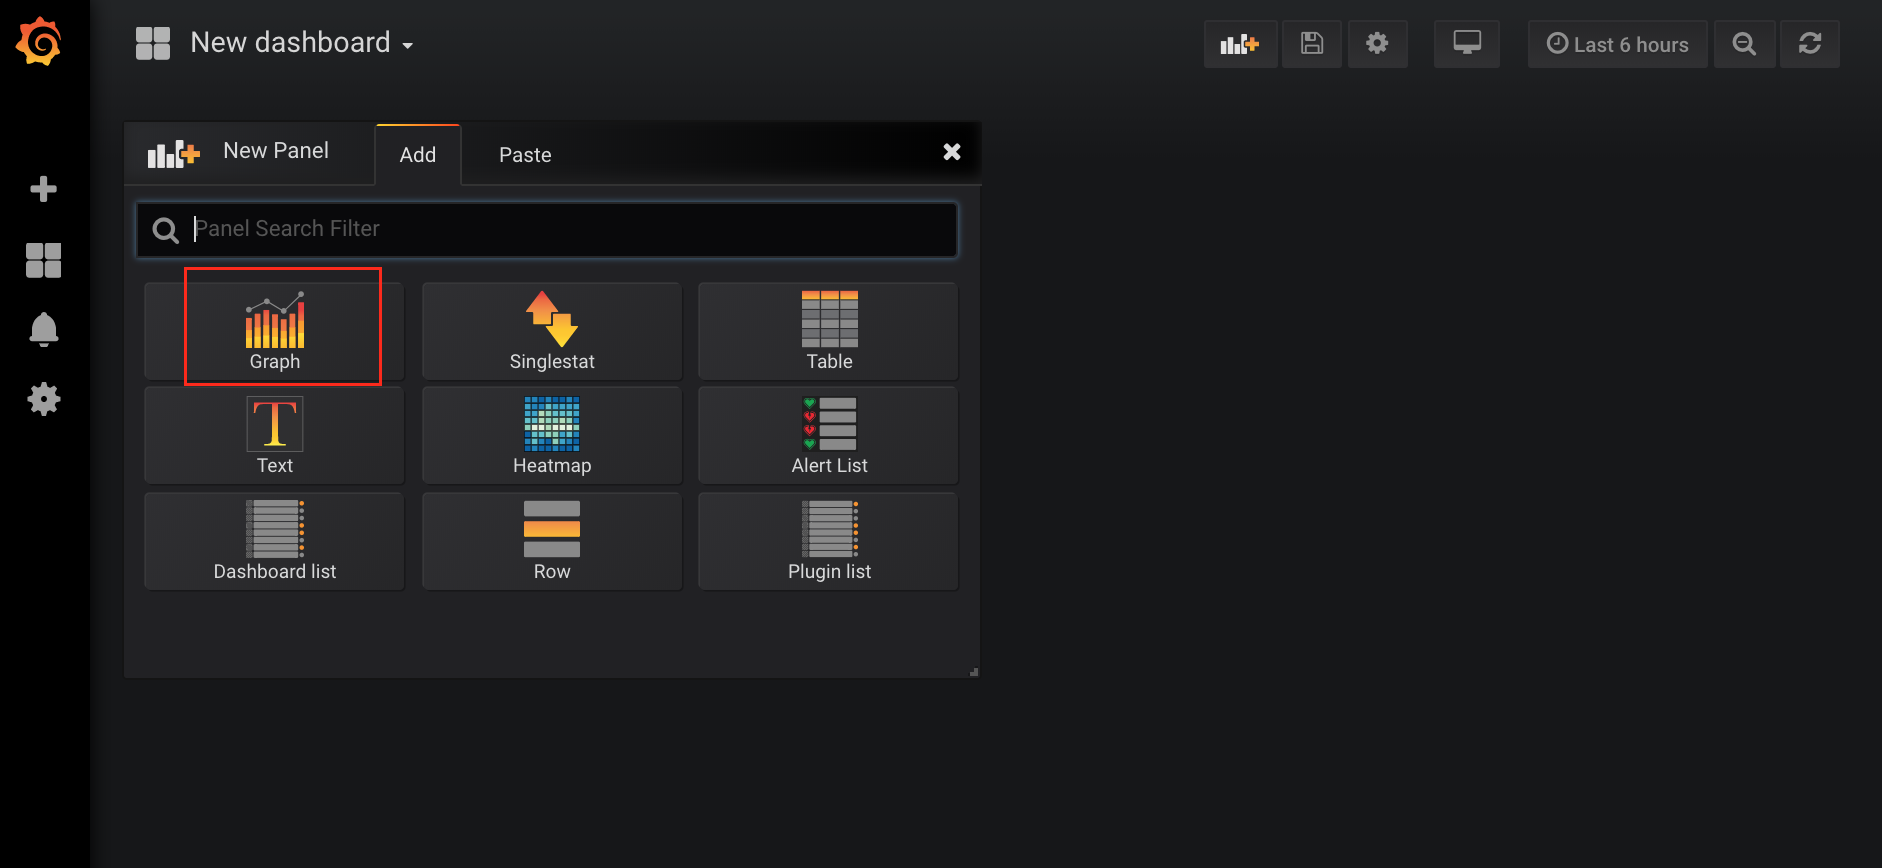 New dashboard
Last 6 hours
New Panel
Add
Paste
Panel Search Filter
Graph
Singlestat
Table
Text
Heatmap
Alert List
Dashboard list
Row
Plugin list